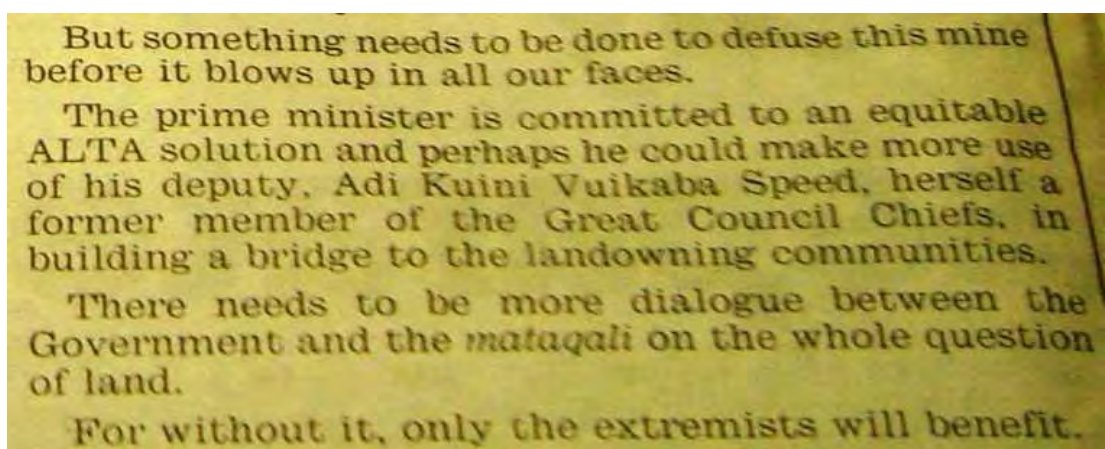 But something needs to be done to defuse this mine
before it blows up in all our faces.
The prime minister is committed to an equitable
ALTA solution and perhaps he could make more use
of his deputy, Adi Kuini Vuikaba Speed, herself a
former member of the Great Council Chiefs, in
building a bridge to the landowning communities.
There needs to be more dialogue between the
Government and the mataqali on the whole question
of land.
For without it, only the extremists will benefit.